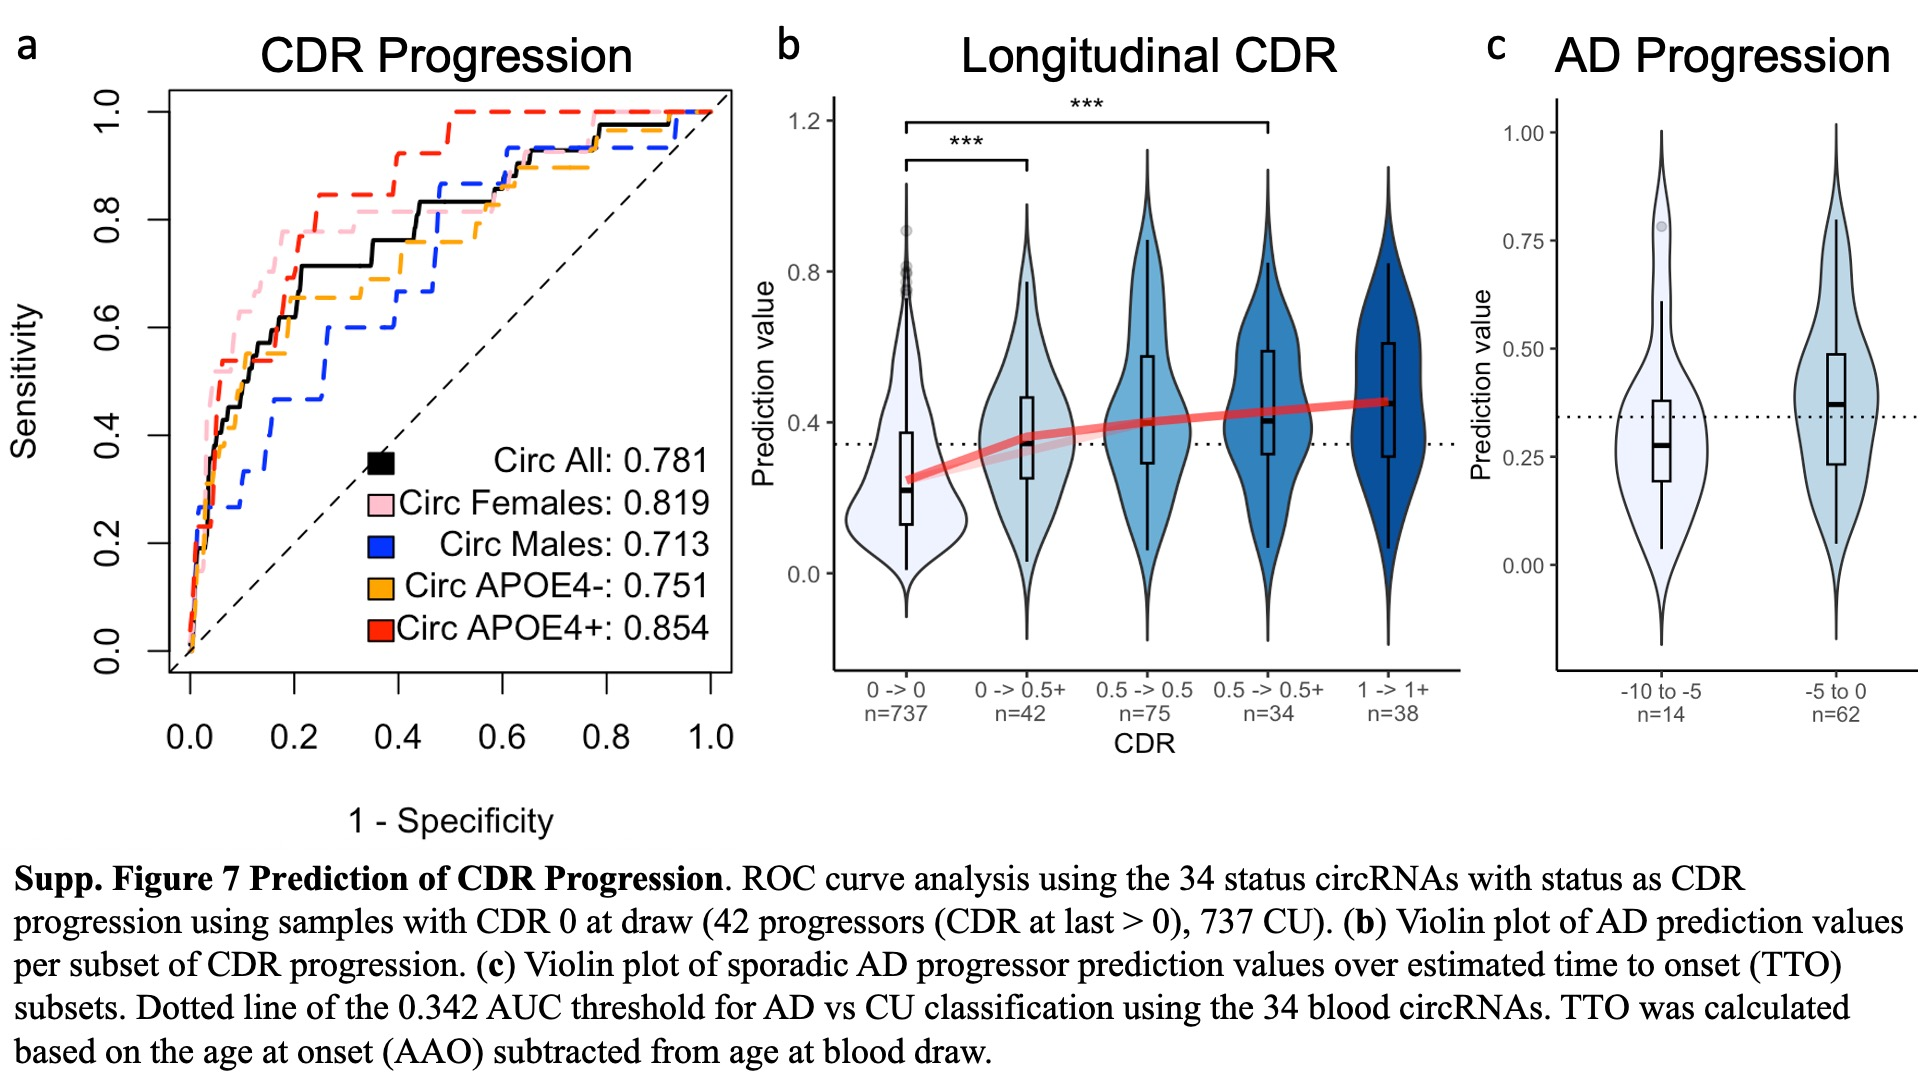 a
CDR Progression
Sensitivity
1.0
0.8
0.6
0.4
0.2
0.0
Circ All: 0.781
Circ Females: 0.819
Circ Males: 0.713
Circ APOE4-: 0.751
Circ APOE4+: 0.854
0.0 0.2 0.4 0.6 0.8 1.0
1 - Specificity
b
Longitudinal CDR
Prediction value
1.2
0.8
0.4
0.0
***
***
0 -> 0 0 -> 0.5+ 0.5 -> 0.5 0.5 -> 0.5+ 1 -> 1+
n=737 n=42 n=75 n=34 n=38
CDR
c
AD Progression
Prediction value
1.00
0.75
0.50
0.25
0.00
-10 to -5 -5 to 0
n=14 n=62
Supp. Figure 7 Prediction of CDR Progression. ROC curve analysis using the 34 status circRNAs with status as CDR
progression using samples with CDR 0 at draw (42 progressors (CDR at last > 0), 737 CU). (b) Violin plot of AD prediction values
per subset of CDR progression. (c) Violin plot of sporadic AD progressor prediction values over estimated time to onset (TTO)
subsets. Dotted line of the 0.342 AUC threshold for AD vs CU classification using the 34 blood circRNAs. TTO was calculated
based on the age at onset (AAO) subtracted from age at blood draw.